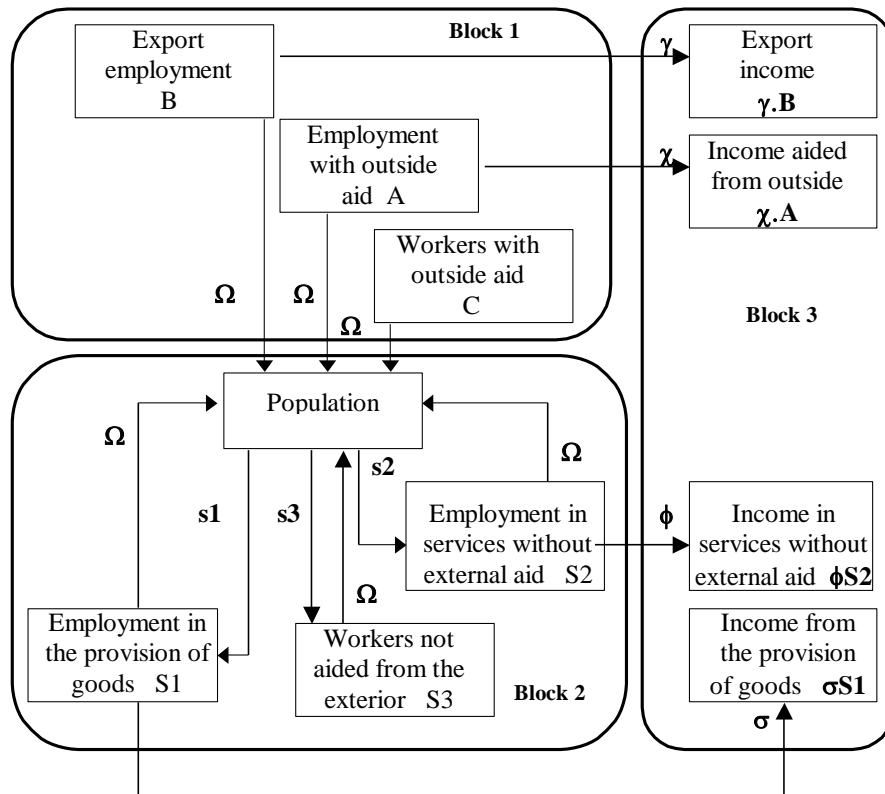 Block 1
Export
employment
B
γ
Export
income
γ.B
Employment
with outside
aid A
χ
Income aided
from outside
χ.A
Workers with
outside aid
C
Ω
Ω
Ω
Block 3
Population
Ω
s1
s3
s2
Ω
Employment in
services without
external aid S2
ϕ
Income in
services without
external aid ϕS2
Ω
Employment in
the provision of
goods S1
Workers not
aided from the
exterior S3
Block 2
Income from
the provision
of goods σS1
σ